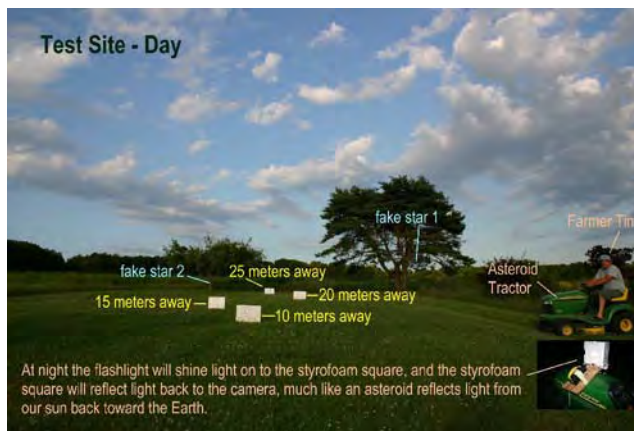 Test Site - Day
fake star 1
Farmer Tin
fake star 2
25 meters away
Asteroid
Tractor
15 meters away
20 meters away
10 meters away
At night the flashlight will shine light on to the styrofoam square, and the styrofoam
square will reflect light back to the camera, much like an asteroid reflects light from
our sun back toward the Earth.